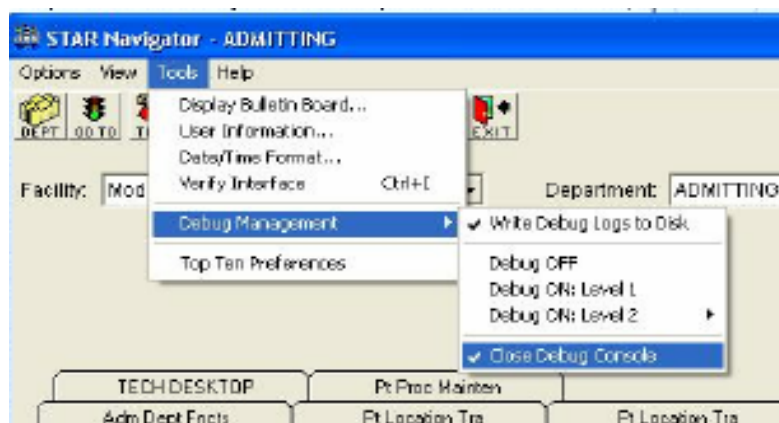 STAR Navigator - ADMITTING
Options View Tools Help
DEPT GO TO EXIT
Display Bulletin Board...
User Information...
Date/Time Format...
Verify Interface Ctrl+I
Debug Management
Top Ten Preferences
Facility: Mod
Department: ADMITTING
Write Debug Logs to Disk
Debug OFF
Debug ON: Level 1
Debug ON: Level 2
Close Debug Console
TECH DESKTOP Pt Proc Mainten
Adm Dept Fncts Pt Location Tra Pt Location Tra